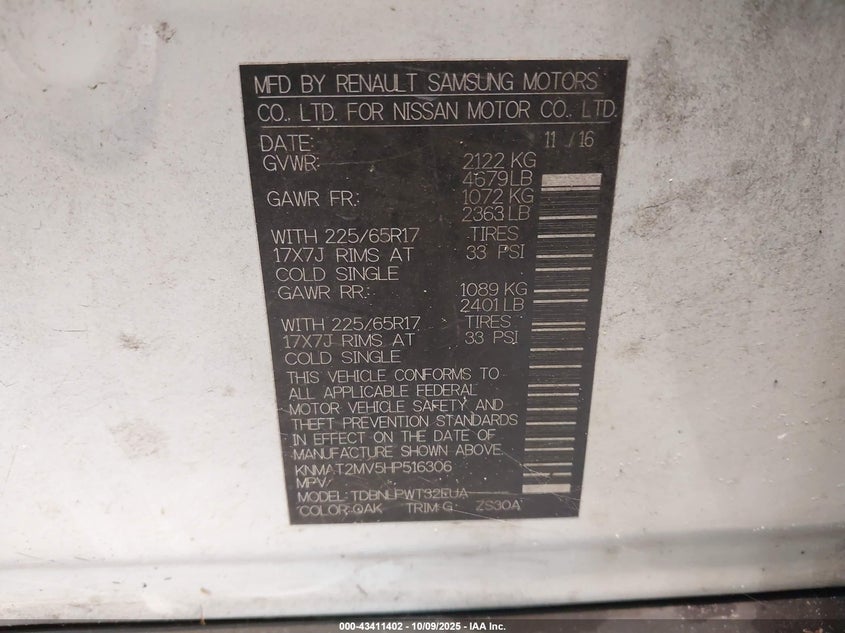 MFD BY RENAULT SAMSUNG MOTORS
CO., LTD. FOR NISSAN MOTOR CO., LTD.
DATE: 11 /16
GVWR: 2122 KG
4679 LB
GAWR FR.: 1072 KG
2363 LB
WITH 225/65R17 TIRES
17X7J RIMS AT 33 PSI
COLD SINGLE
GAWR RR.: 1089 KG
2401 LB
WITH 225/65R17 TIRES
17X7J RIMS AT 33 PSI
COLD SINGLE
THIS VEHICLE CONFORMS TO
ALL APPLICABLE FEDERAL
MOTOR VEHICLE SAFETY AND
THEFT PREVENTION STANDARDS
IN EFFECT ON THE DATE OF
MANUFACTURE SHOWN ABOVE.
KNMAT2MV5HP516306
MPV
MODEL: TDBNLPWT32EUA
COLOR: QAK TRIM: G ZS30A
000-43411402 - 10/09/2025 - IAA Inc.